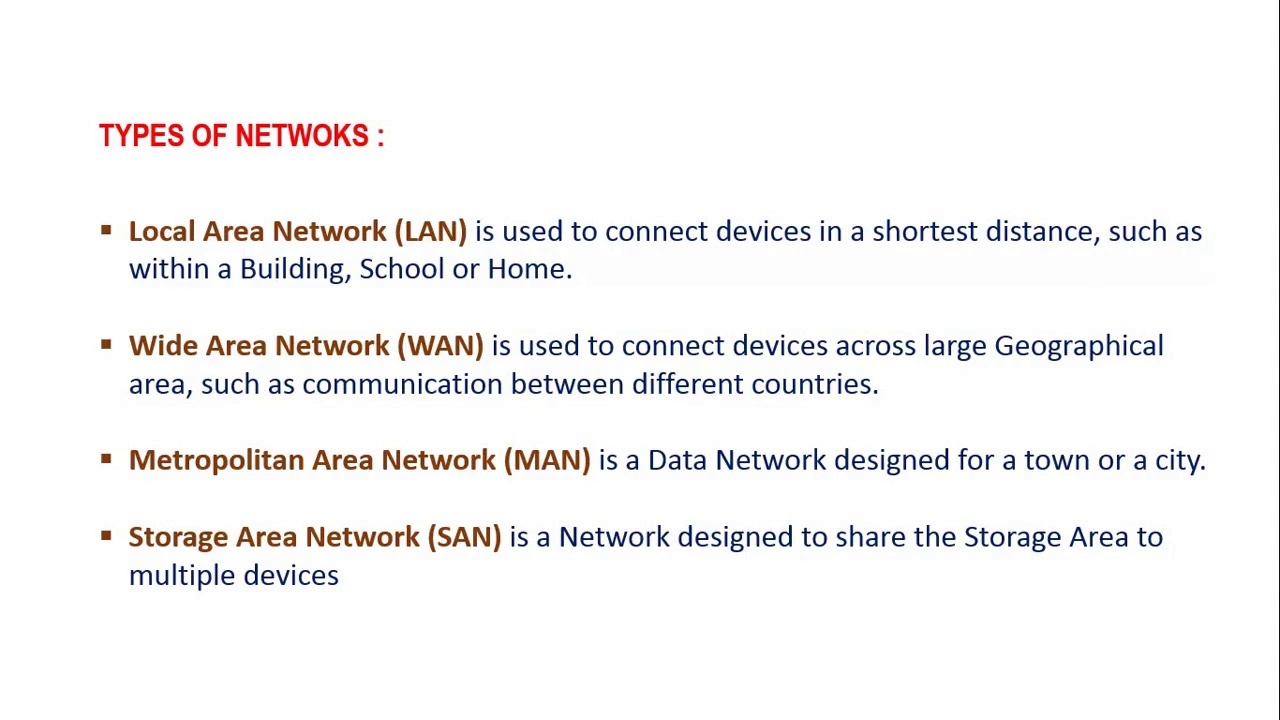 TYPES OF NETWOKS :
▪ Local Area Network (LAN) is used to connect devices in a shortest distance, such as
within a Building, School or Home.
▪ Wide Area Network (WAN) is used to connect devices across large Geographical
area, such as communication between different countries.
▪ Metropolitan Area Network (MAN) is a Data Network designed for a town or a city.
▪ Storage Area Network (SAN) is a Network designed to share the Storage Area to
multiple devices